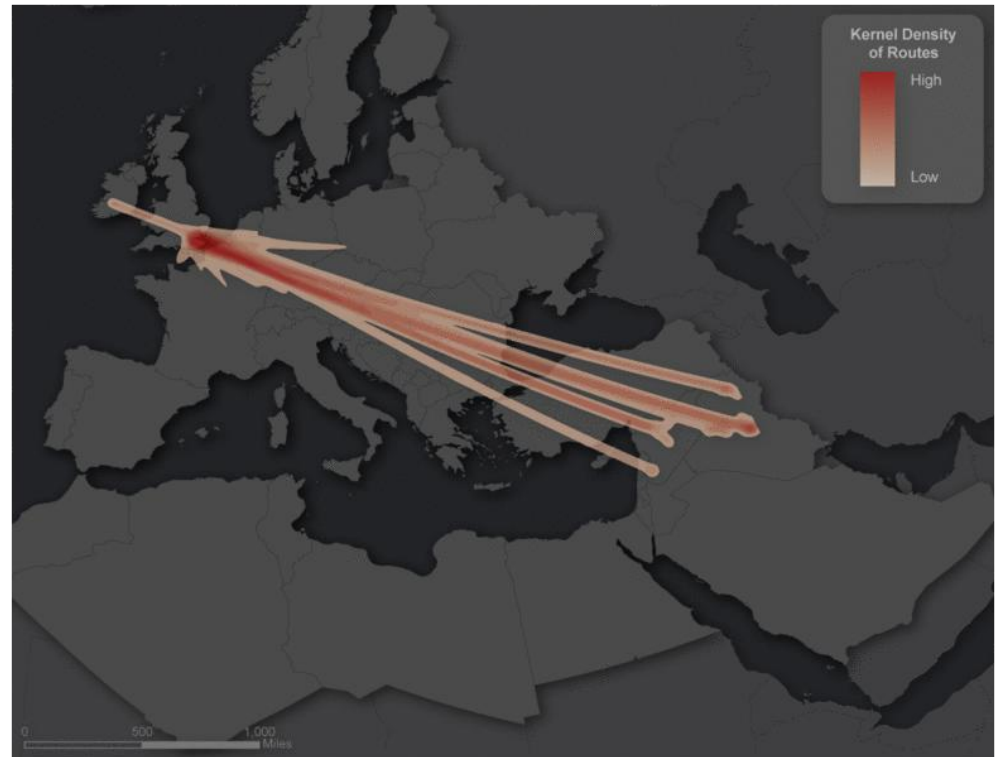 Kernel Density
of Routes
High
Low
0 500 1,000
Miles